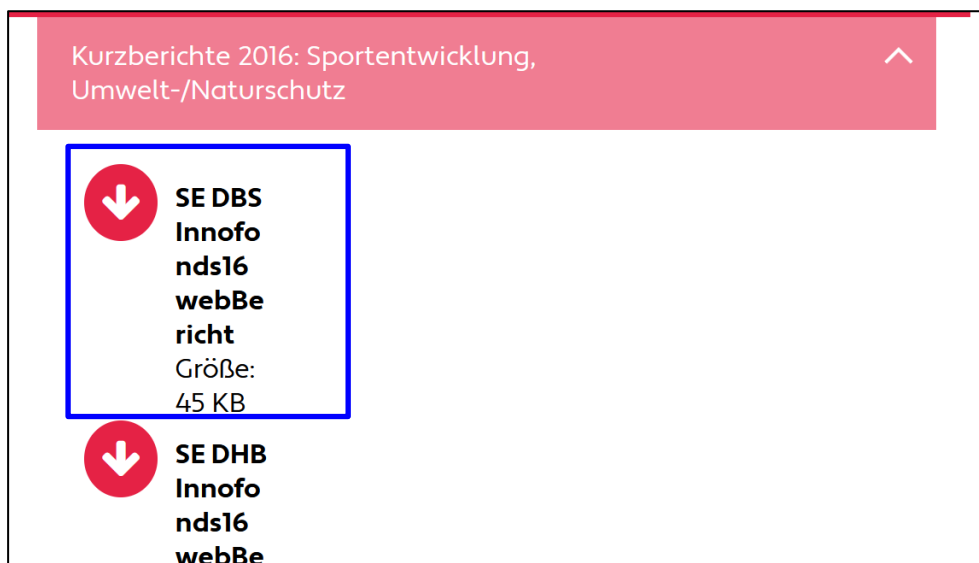 Kurzberichte 2016: Sportentwicklung,
Umwelt-/Naturschutz
SE DBS
Innofo
nds16
webBe
richt
Größe:
45 KB
SE DHB
Innofo
nds16
webBe